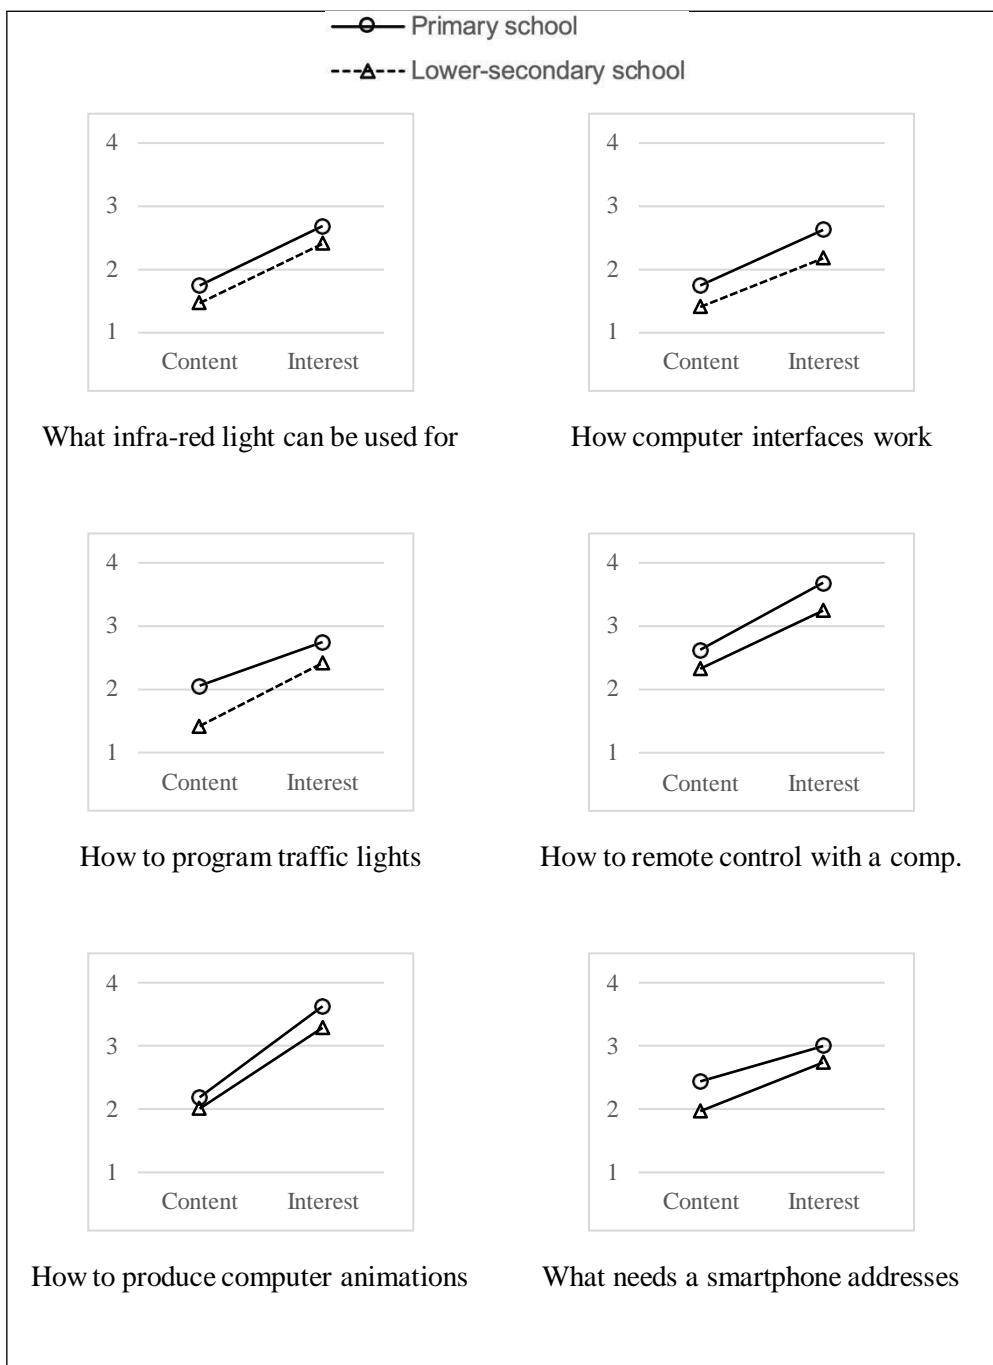 Primary school
Lower-secondary school
4
3
2
1
Content Interest
What infra-red light can be used for
4
3
2
1
Content Interest
How computer interfaces work
4
3
2
1
Content Interest
How to program traffic lights
4
3
2
1
Content Interest
How to remote control with a comp.
4
3
2
1
Content Interest
How to produce computer animations
4
3
2
1
Content Interest
What needs a smartphone addresses